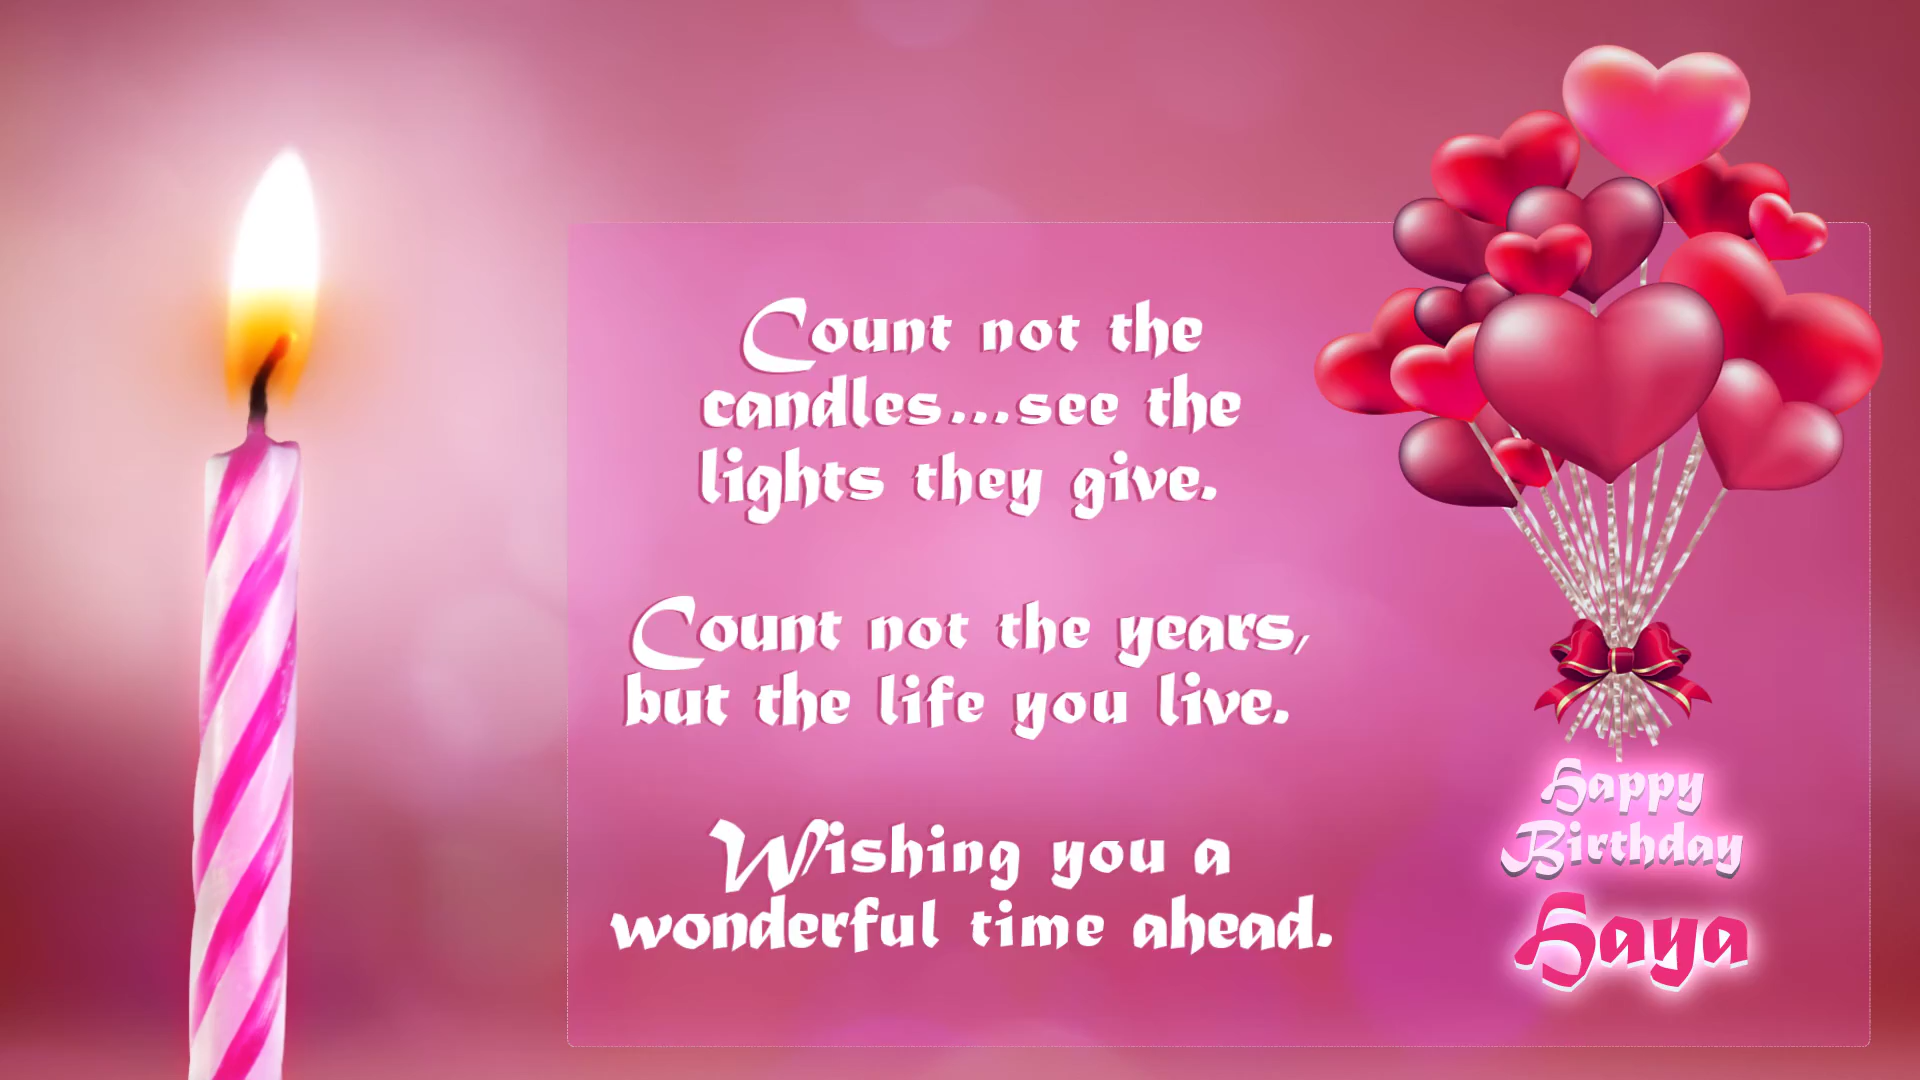 Count not the
candles...see the
lights they give.
Count not the years,
but the life you live.
Wishing you a
wonderful time ahead.
Happy
Birthday
Haya